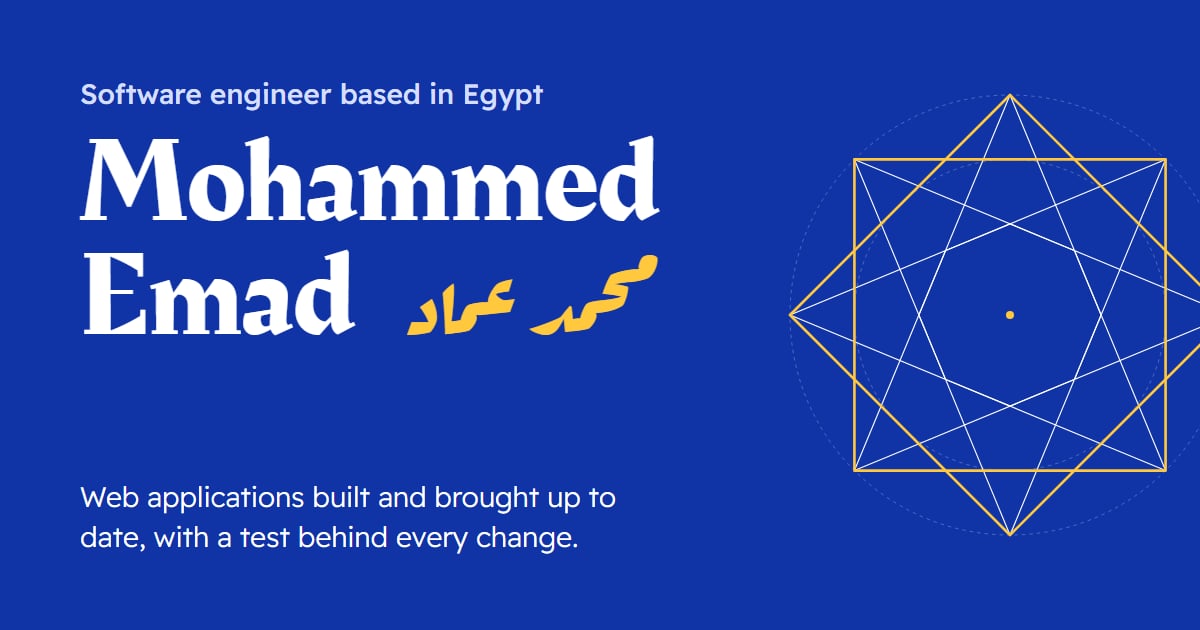 Software engineer based in Egypt
Mohammed
Emad محمد عماد
Web applications built and brought up to
date, with a test behind every change.